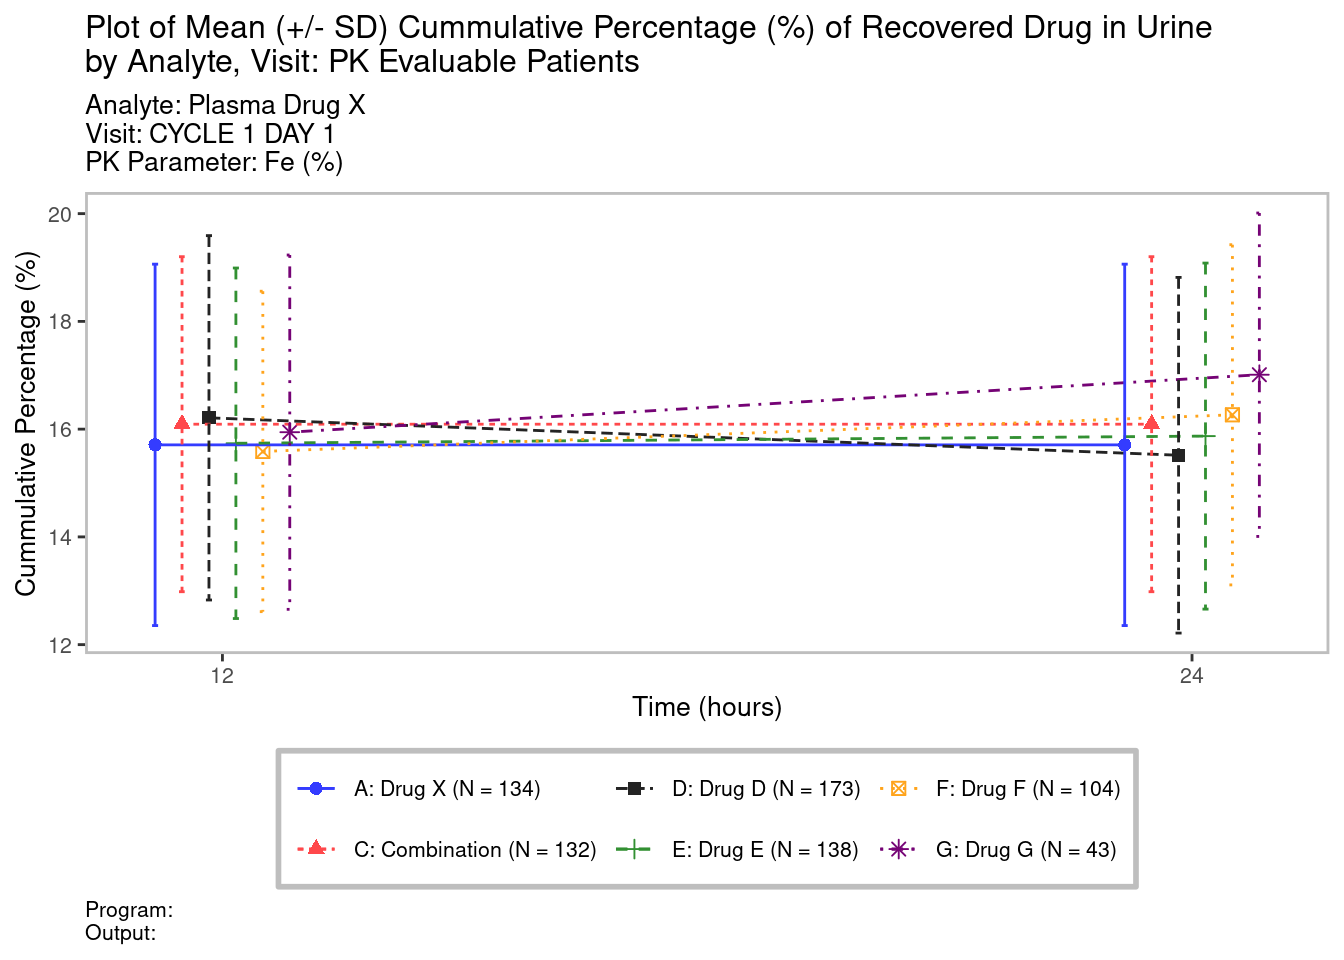 Plot of Mean (+/- SD) Cummulative Percentage (%) of Recovered Drug in Urine
by Analyte, Visit: PK Evaluable Patients
Analyte: Plasma Drug X
Visit: CYCLE 1 DAY 1
PK Parameter: Fe (%)
Cummulative Percentage (%)
20
18
16
14
12
12 24
Time (hours)
A: Drug X (N = 134) D: Drug D (N = 173) F: Drug F (N = 104)
C: Combination (N = 132) E: Drug E (N = 138) G: Drug G (N = 43)
Program:
Output: